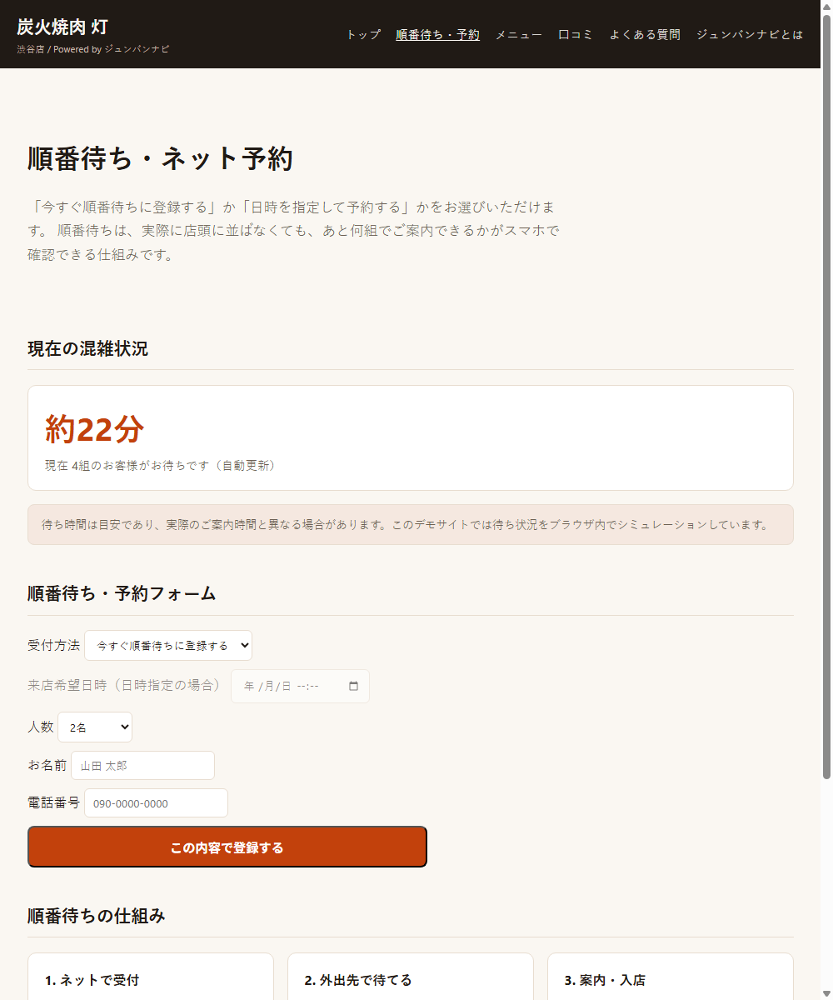 炭火焼肉 灯
渋谷店 / Powered by ジュンバンナビ
トップ 順番待ち・予約 メニュー 口コミ よくある質問 ジュンバンナビとは
順番待ち・ネット予約
「今すぐ順番待ちに登録する」か「日時を指定して予約する」かをお選びいただけま
す。 順番待ちは、実際に店頭に並ばなくても、あと何組でご案内できるかがスマホで
確認できる仕組みです。
現在の混雑状況
約22分
現在 4組のお客様がお待ちです（自動更新）
待ち時間は目安であり、実際のご案内時間と異なる場合があります。このデモサイトでは待ち状況をブラウザ内でシミュレーションしています。
順番待ち・予約フォーム
受付方法 今すぐ順番待ちに登録する
来店希望日時（日時指定の場合） 年 /月/日 --:--
人数 2名
お名前 山田 太郎
電話番号 090-0000-0000
この内容で登録する
順番待ちの仕組み
1. ネットで受付 2. 外出先で待てる 3. 案内・入店